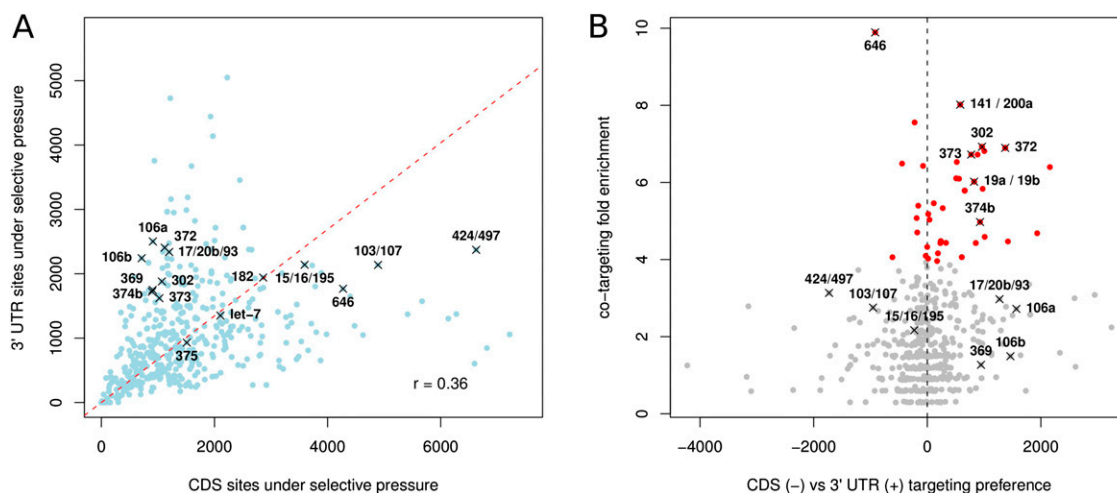 A
3' UTR sites under selective pressure
5000
4000
3000
2000
1000
0
106a
372
106b
17/20b/93
369
302
374b
373
182
15/16/195
103/107
424/497
646
let−7
375
r = 0.36
0
2000
4000
6000
CDS sites under selective pressure
B
co−targeting fold enrichment
10
8
6
4
2
0
646
141 / 200a
302
373
372
19a / 19b
374b
424/497
103/107
15/16/195
17/20b/93
106a
106b
369
−4000
−2000
0
2000
CDS (−) vs 3' UTR (+) targeting preference